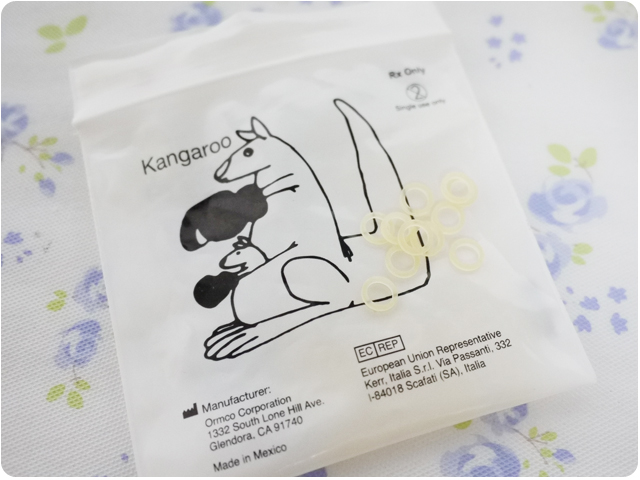 Rx Only
2
Single use only
Kangaroo
EC REP
European Union Representative
Kerr, Italia S.r.l. Via Passanti, 332
I-84018 Scafati (SA), Italia
Manufacturer:
Ormco Corporation
1332 South Lone Hill Ave.
Glendora, CA 91740
Made in Mexico